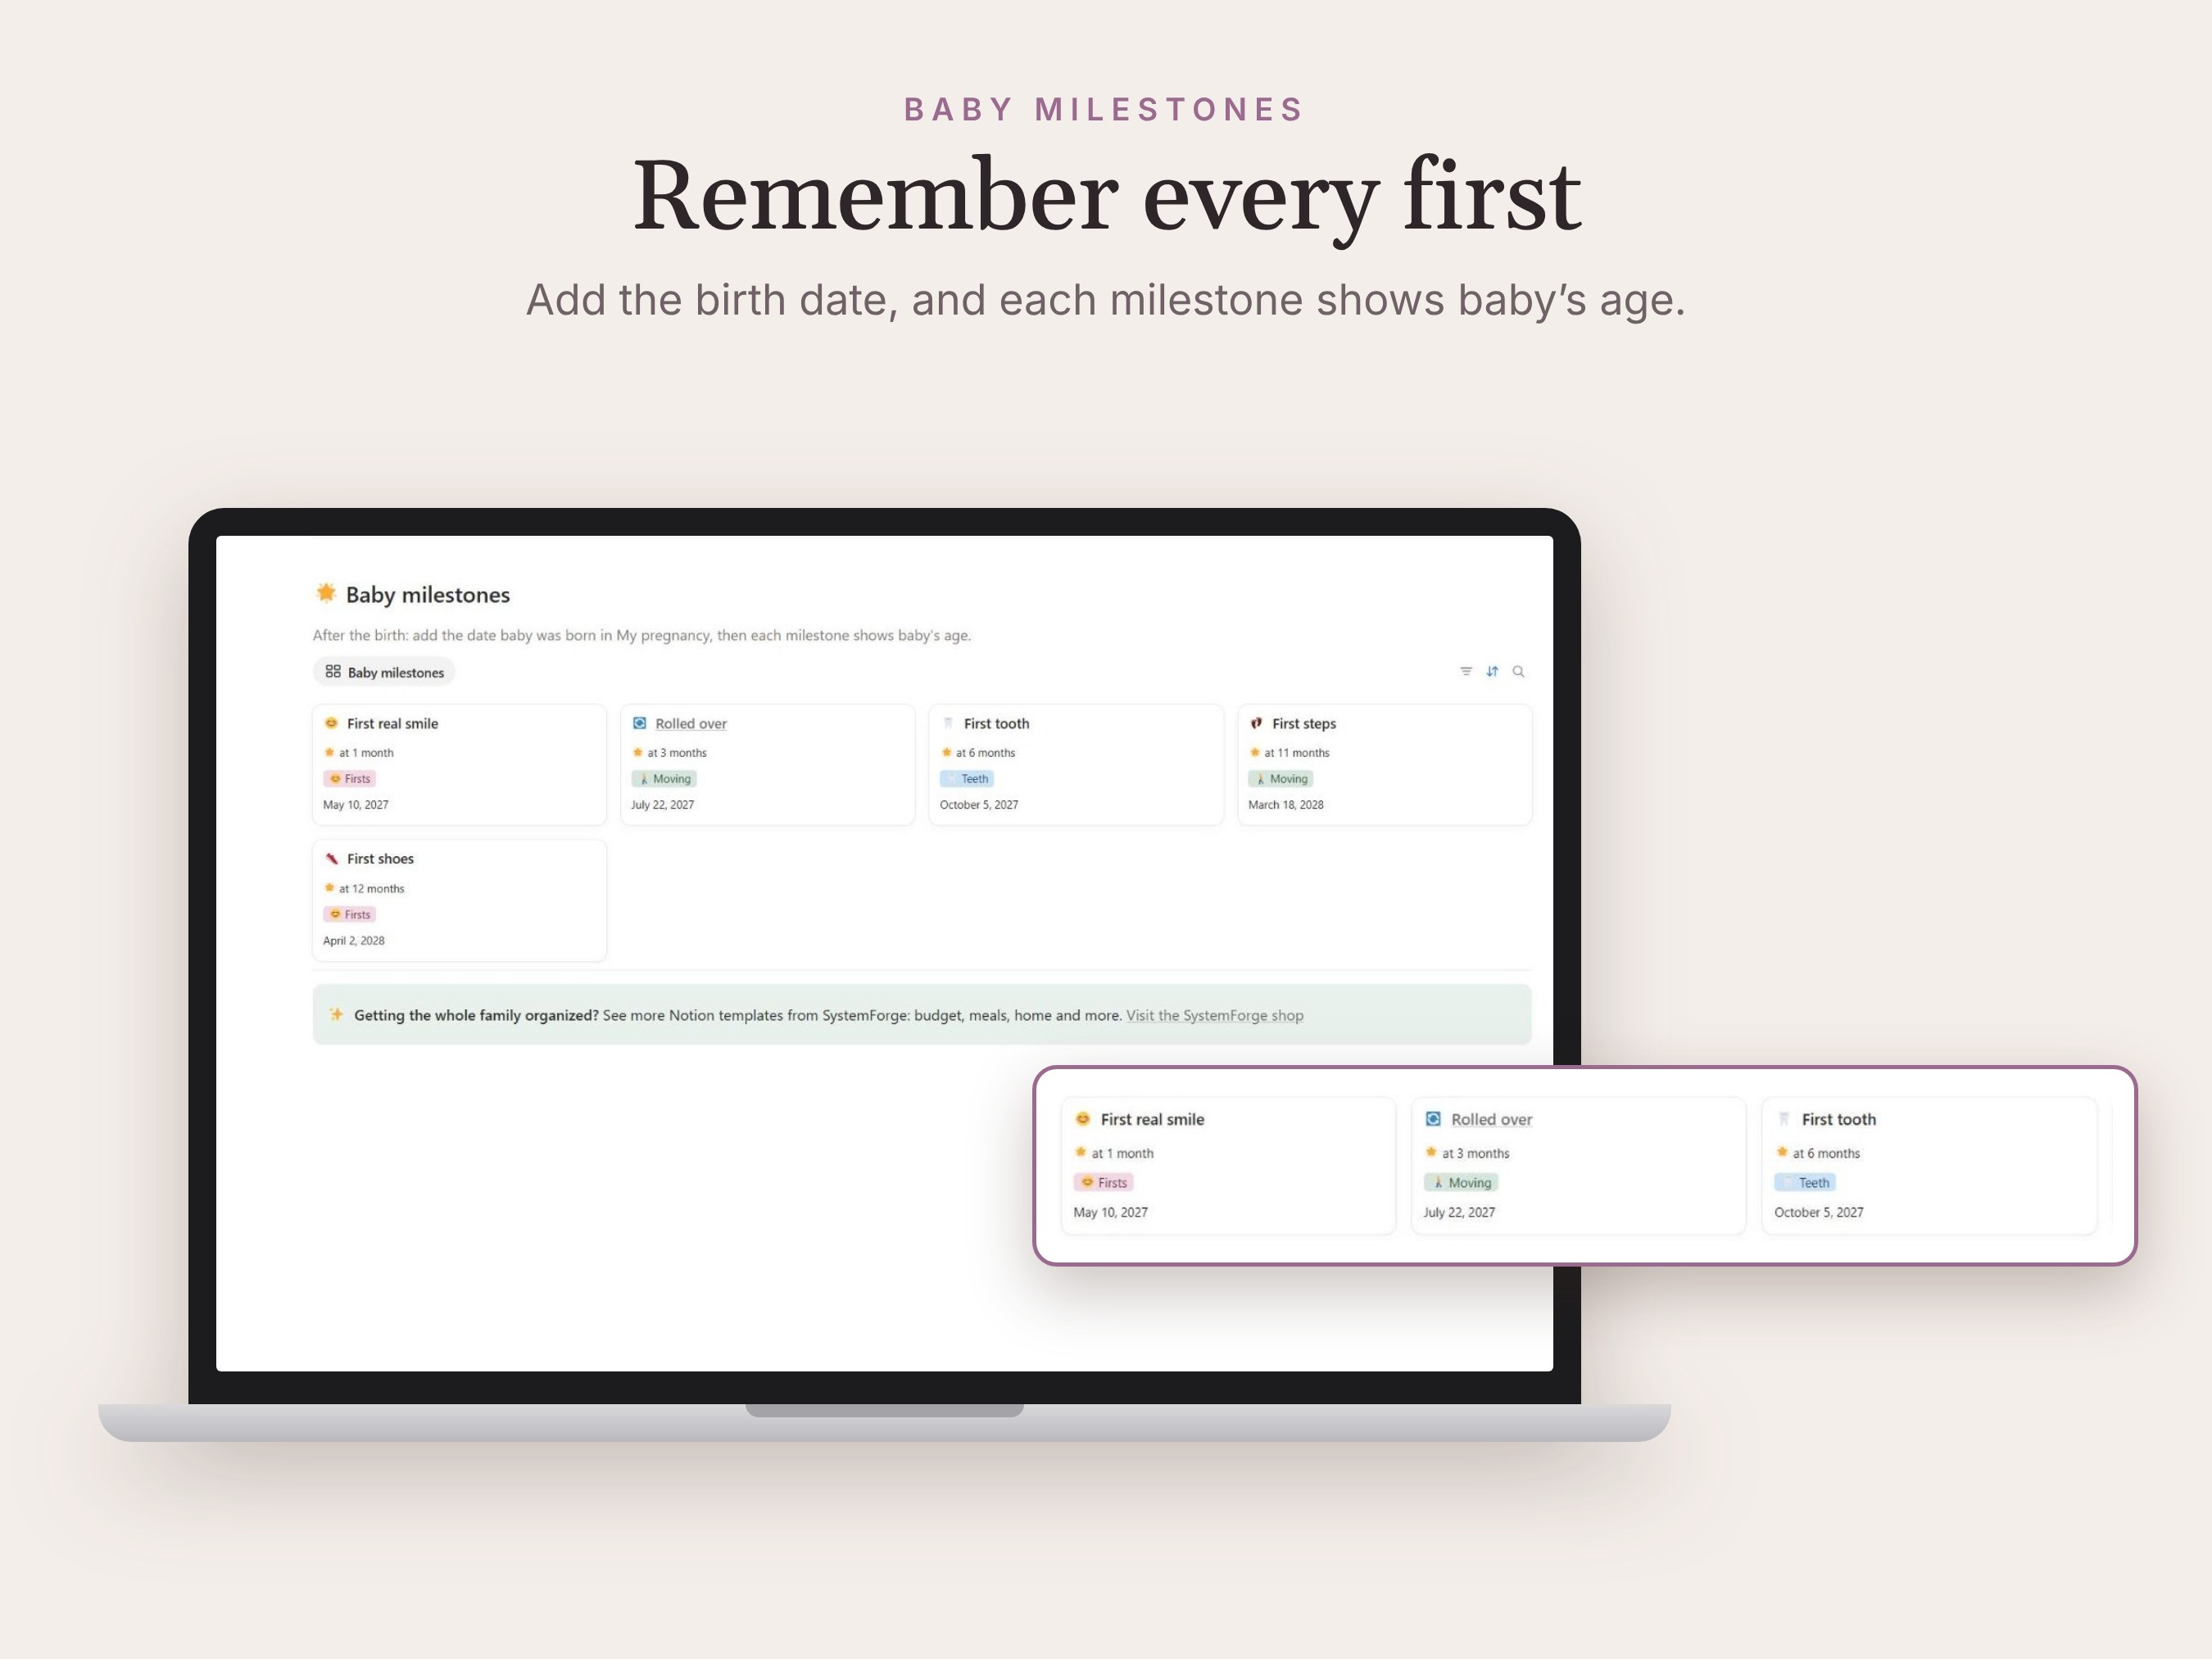 BABY MILESTONES
Remember every first
Add the birth date, and each milestone shows baby’s age.
Baby milestones
After the birth: add the date baby was born in My pregnancy, then each milestone shows baby's age.
Baby milestones
First real smile
at 1 month
Firsts
May 10, 2027
Rolled over
at 3 months
Moving
July 22, 2027
First tooth
at 6 months
Teeth
October 5, 2027
First steps
at 11 months
Moving
March 18, 2028
First shoes
at 12 months
Firsts
April 2, 2028
Getting the whole family organized? See more Notion templates from SystemForge: budget, meals, home and more. Visit the SystemForge shop
First real smile
at 1 month
Firsts
May 10, 2027
Rolled over
at 3 months
Moving
July 22, 2027
First tooth
at 6 months
Teeth
October 5, 2027